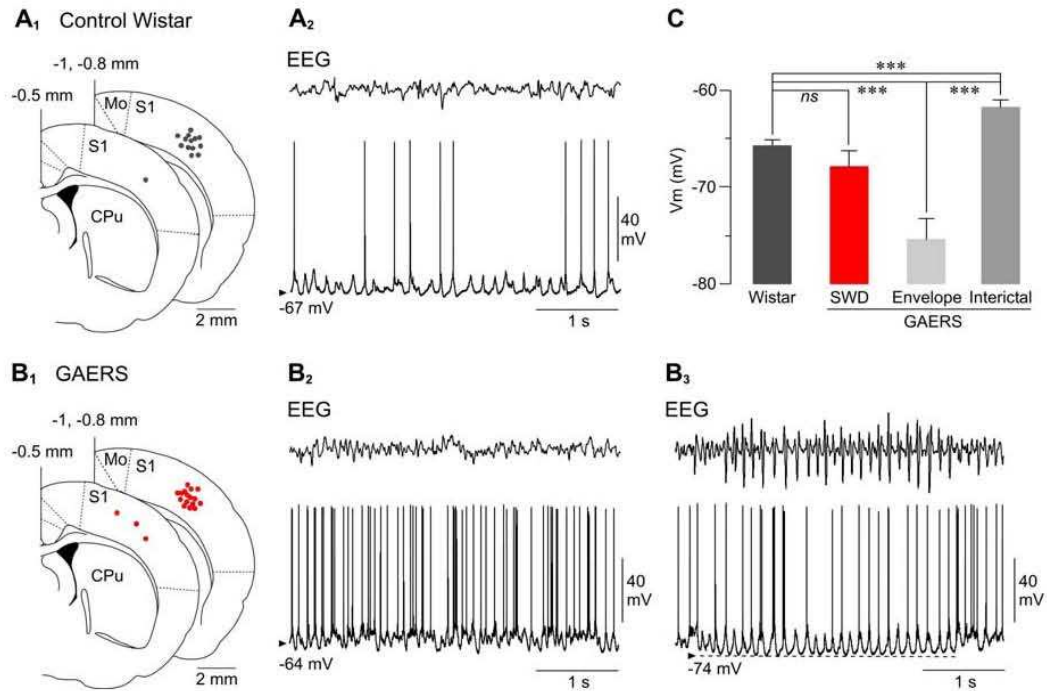 A1 Control Wistar
-1, -0.8 mm
-0.5 mm
Mo
S1
S1
CPu
2 mm
A2
EEG
40
mV
-67 mV
1 s
C
***
ns
***
***
-60
-70
-80
Vm (mV)
Wistar
SWD
Envelope
Interictal
GAERS
B1 GAERS
-1, -0.8 mm
-0.5 mm
Mo
S1
S1
CPu
2 mm
B2
EEG
40
mV
-64 mV
1 s
B3
EEG
40
mV
-74 mV
1 s